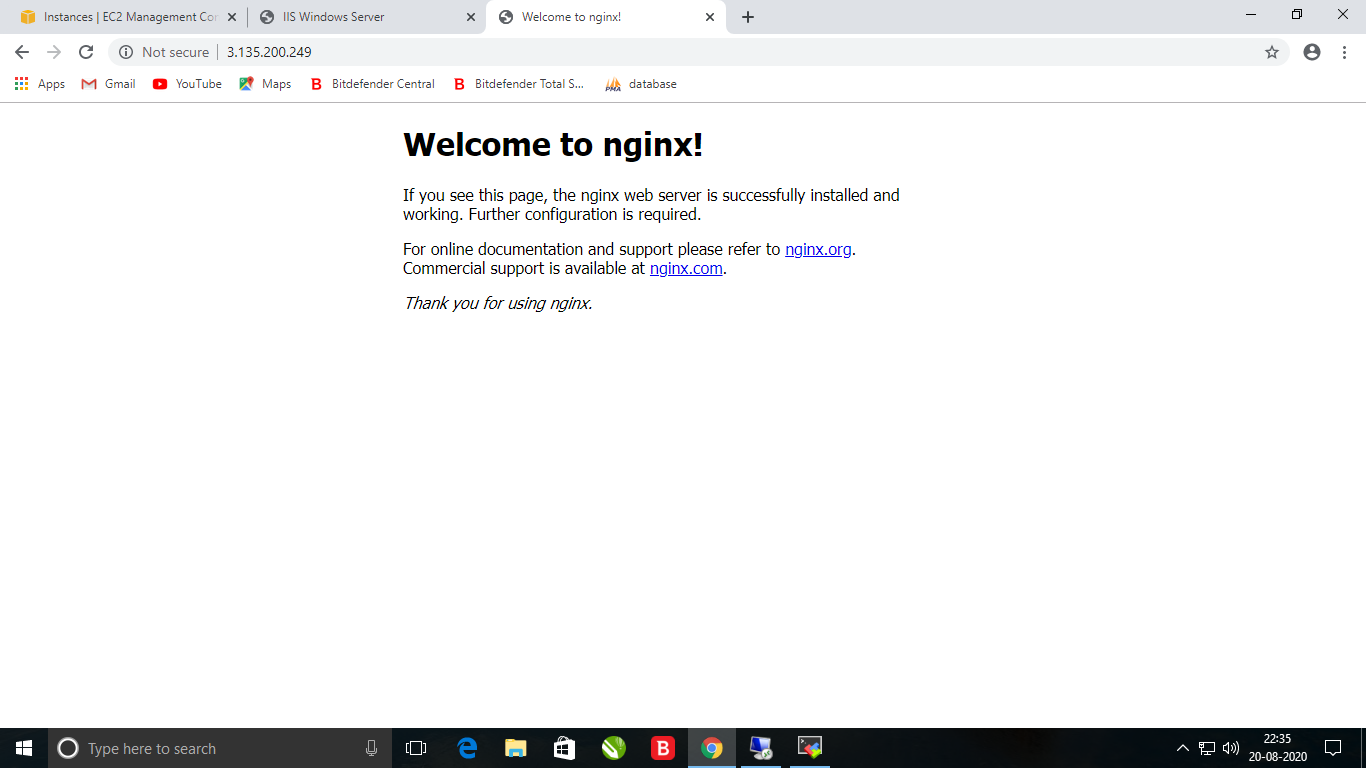 Instances | EC2 Management Con
IIS Windows Server
Welcome to nginx!
Not secure
3.135.200.249
Apps
Gmail
YouTube
Maps
B
Bitdefender Central
B
Bitdefender Total S...
PMA
database
Welcome to nginx!
If you see this page, the nginx web server is successfully installed and
working. Further configuration is required.
For online documentation and support please refer to nginx.org.
Commercial support is available at nginx.com.
Thank you for using nginx.
Type here to search
B
22:35
20-08-2020